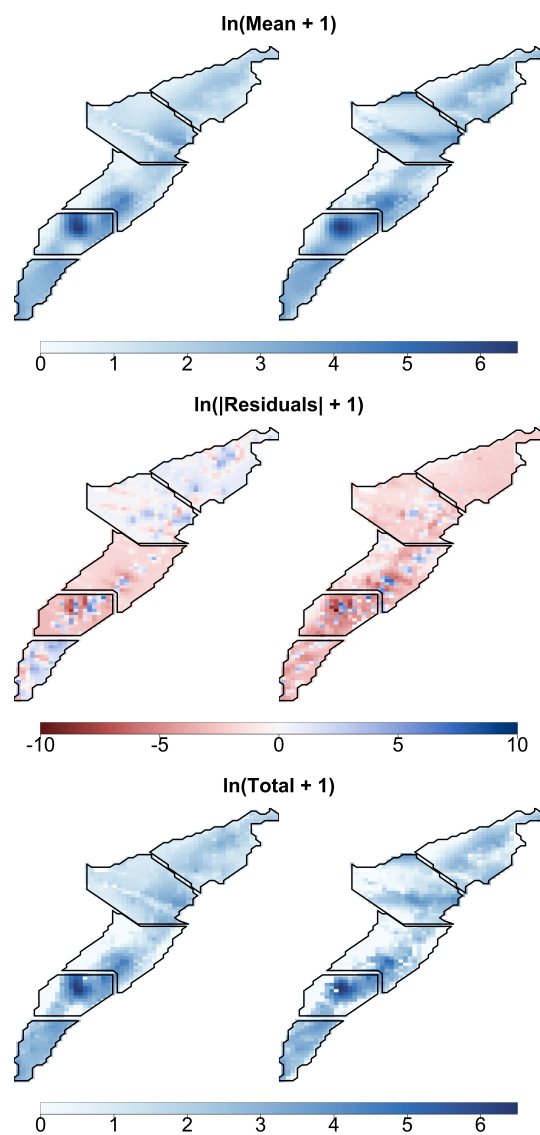 ln(Mean + 1)
0 1 2 3 4 5 6
ln(|Residuals| + 1)
-10 -5 0 5 10
ln(Total + 1)
0 1 2 3 4 5 6